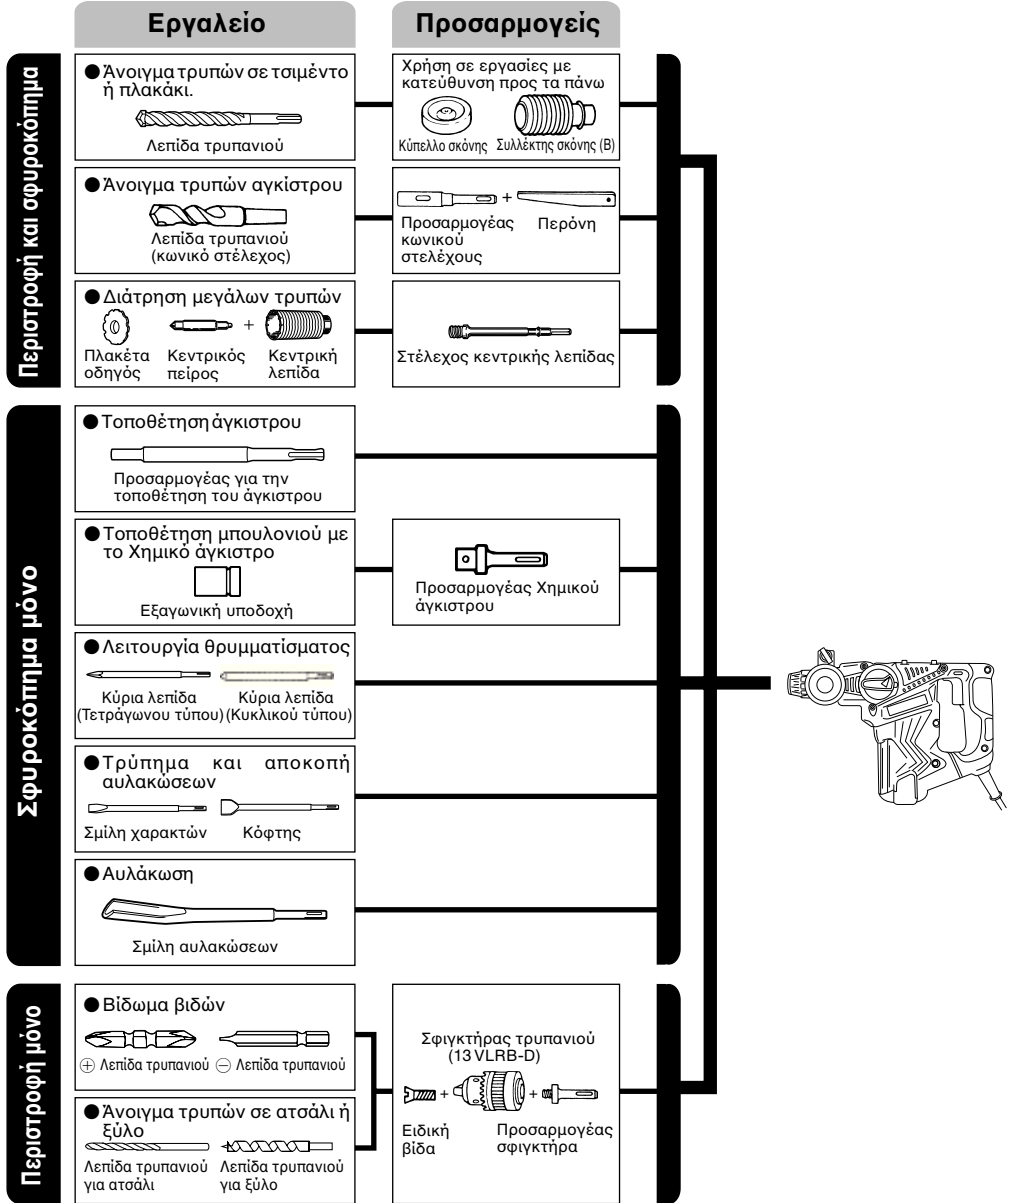 Εργαλείο
Προσαρμογείς
Περιστροφή και σφυροκόπημα
● Άνοιγμα τρυπών σε τσιμέντο
ή πλακάκι.
Λεπίδα τρυπανιού
Χρήση σε εργασίες με
κατεύθυνση προς τα πάνω
Κύπελλο σκόνης
Συλλέκτης σκόνης (B)
● Άνοιγμα τρυπών αγκίστρου
Λεπίδα τρυπανιού
(κωνικό στέλεχος)
+
Προσαρμογέας
κωνικού
στελέχους
Περόνη
● Διάτρηση μεγάλων τρυπών
+
Πλακέτα
οδηγός
Κεντρικός
πείρος
Κεντρική
λεπίδα
Στέλεχος κεντρικής λεπίδας
Σφυροκόπημα μόνο
● Τοποθέτηση άγκιστρου
Προσαρμογέας για την
τοποθέτηση του άγκιστρου
● Τοποθέτηση μπουλονιού με
το Χημικό άγκιστρο
Εξαγωνική υποδοχή
Προσαρμογέας Χημικού
άγκιστρου
● Λειτουργία θρυμματίσματος
Κύρια λεπίδα
(Τετράγωνου τύπου)
Κύρια λεπίδα
(Κυκλικού τύπου)
● Τρύπημα και αποκοπή
αυλακώσεων
Σμίλη χαρακτών
Κόφτης
● Αυλάκωση
Σμίλη αυλακώσεων
Περιστροφή μόνο
● Βίδωμα βιδών
⊕ Λεπίδα τρυπανιού
⊖ Λεπίδα τρυπανιού
● Άνοιγμα τρυπών σε ατσάλι ή
ξύλο
Λεπίδα τρυπανιού
για ατσάλι
Λεπίδα τρυπανιού
για ξύλο
Σφιγκτήρας τρυπανιού
(13 VLRB-D)
+ +
Ειδική
βίδα
Προσαρμογέας
σφιγκτήρα